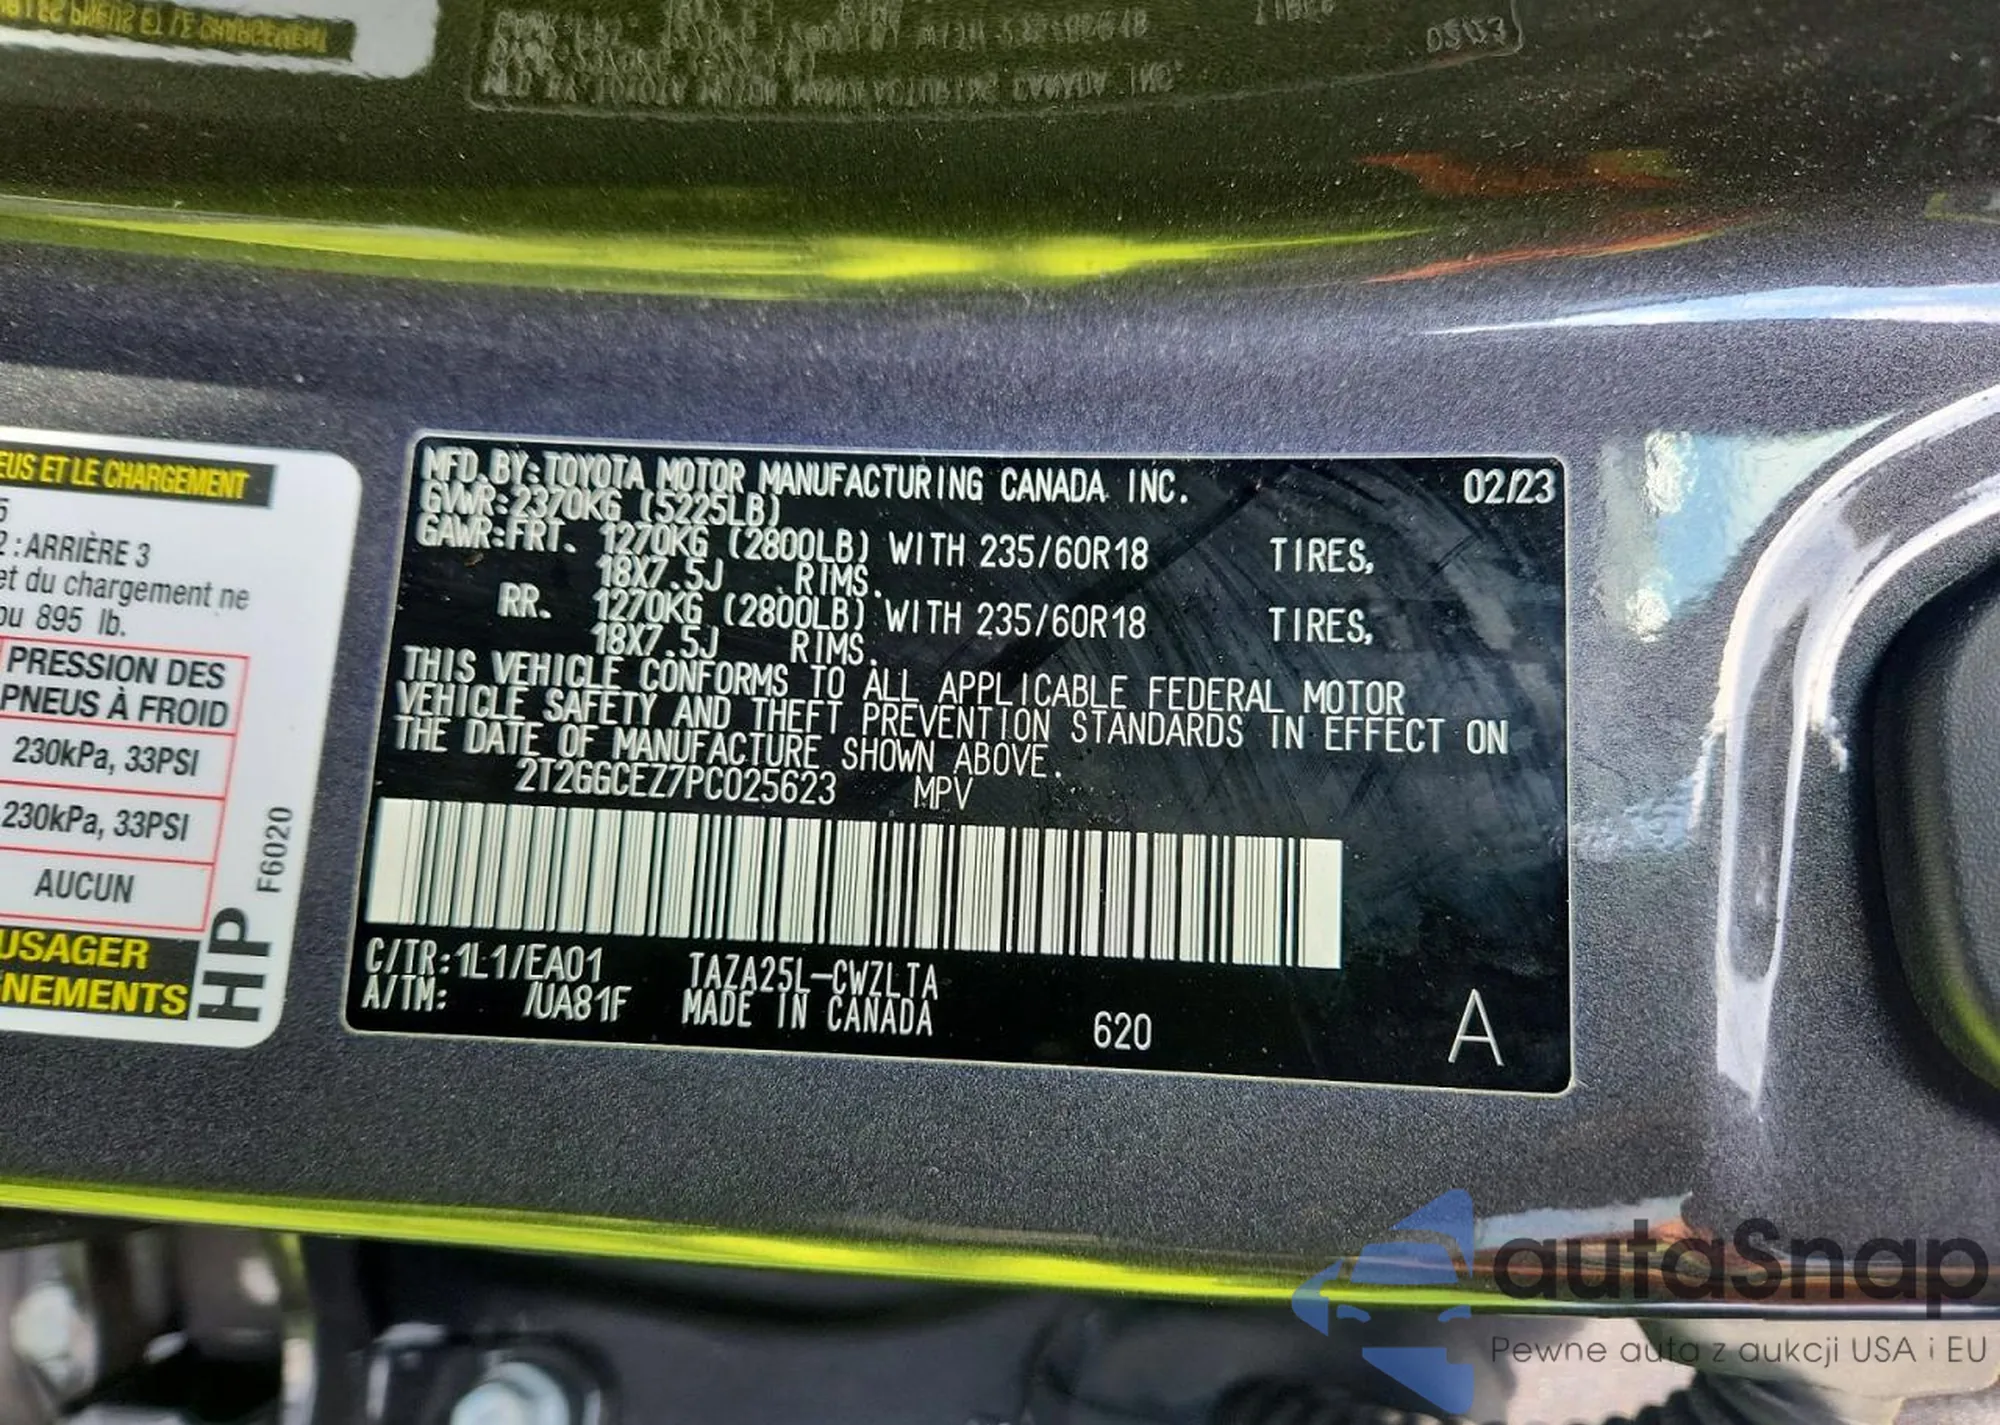 EUS ET LE CHARGEMENT
5
2 : ARRIÈRE 3
et du chargement ne
ou 895 lb.
PRESSION DES
PNEUS À FROID
230kPa, 33PSI
230kPa, 33PSI
AUCUN
USAGER
NEMENTS
HP
F6020
MFD.BY:TOYOTA MOTOR MANUFACTURING CANADA INC. 02/23
GVWR:2370KG (5225LB)
GAWR:FRT. 1270KG (2800LB) WITH 235/60R18 TIRES,
18X7.5J RIMS.
RR. 1270KG (2800LB) WITH 235/60R18 TIRES,
18X7.5J RIMS.
THIS VEHICLE CONFORMS TO ALL APPLICABLE FEDERAL MOTOR
VEHICLE SAFETY AND THEFT PREVENTION STANDARDS IN EFFECT ON
THE DATE OF MANUFACTURE SHOWN ABOVE.
2T2GGCEZ7PC025623 MPV
C/TR:1L1/EA01 TAZA25L-CWZLTA
A/TM: /UA81F MADE IN CANADA
620 A
autoSnap
Pewne auta z aukcji USA i EU